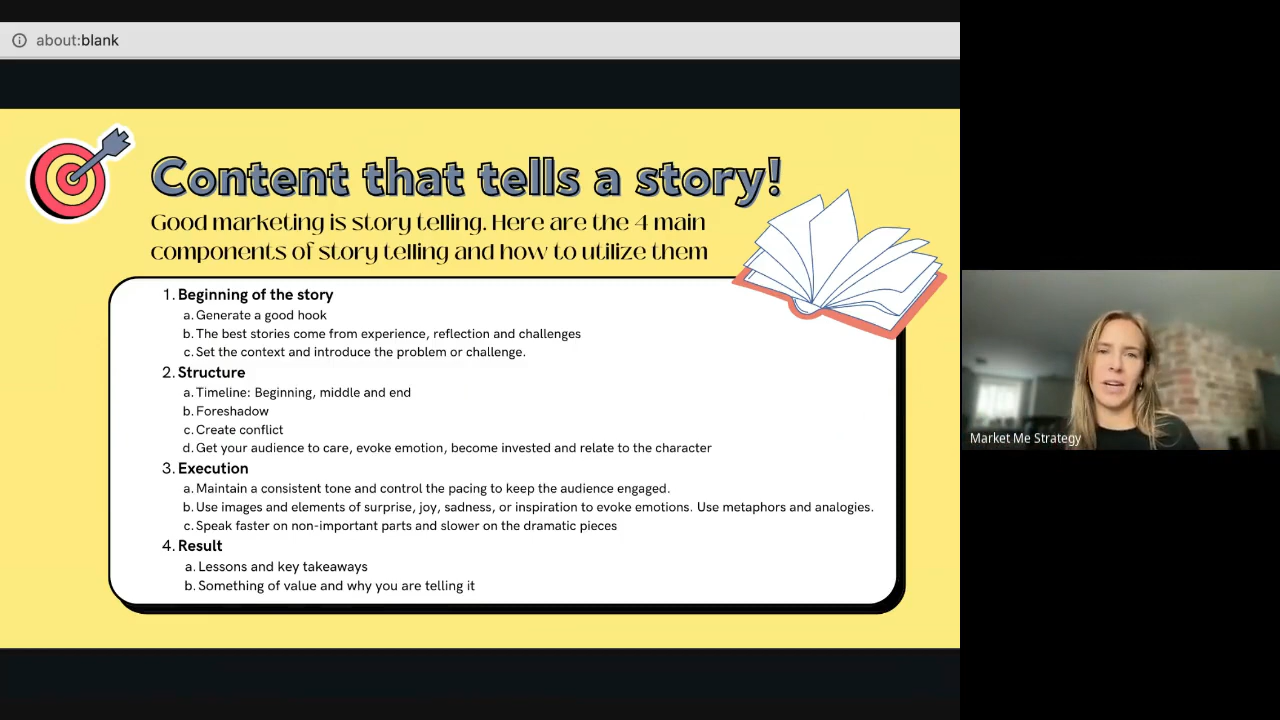 about:blank
Content that tells a story!
Good marketing is story telling. Here are the 4 main
components of story telling and how to utilize them
1. Beginning of the story
a. Generate a good hook
b. The best stories come from experience, reflection and challenges
c. Set the context and introduce the problem or challenge.
2. Structure
a. Timeline: Beginning, middle and end
b. Foreshadow
c. Create conflict
d. Get your audience to care, evoke emotion, become invested and relate to the character
3. Execution
a. Maintain a consistent tone and control the pacing to keep the audience engaged.
b. Use images and elements of surprise, joy, sadness, or inspiration to evoke emotions. Use metaphors and analogies.
c. Speak faster on non-important parts and slower on the dramatic pieces
4. Result
a. Lessons and key takeaways
b. Something of value and why you are telling it
Market Me Strategy